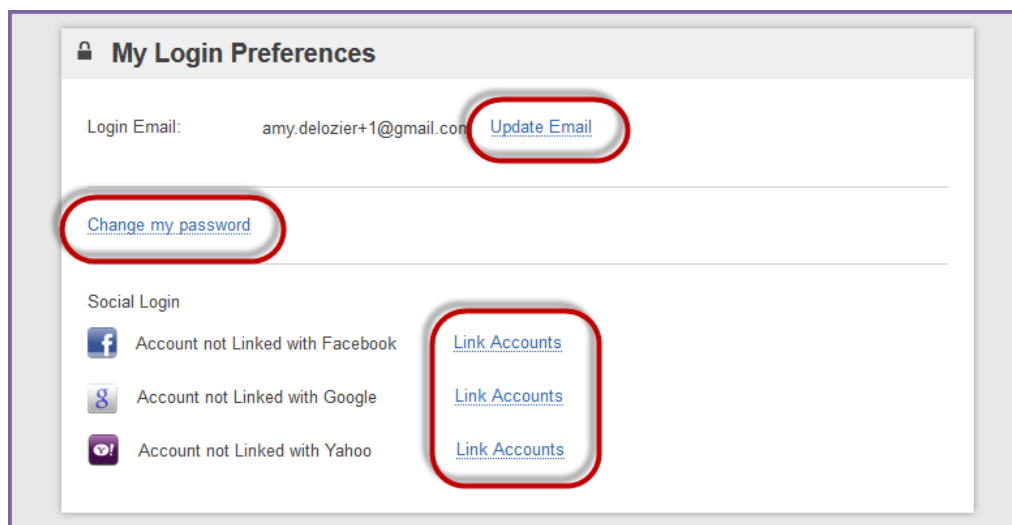 My Login Preferences
Login Email: amy.delozier+1@gmail.com Update Email
Change my password
Social Login
f Account not Linked with Facebook Link Accounts
g Account not Linked with Google Link Accounts
Y! Account not Linked with Yahoo Link Accounts